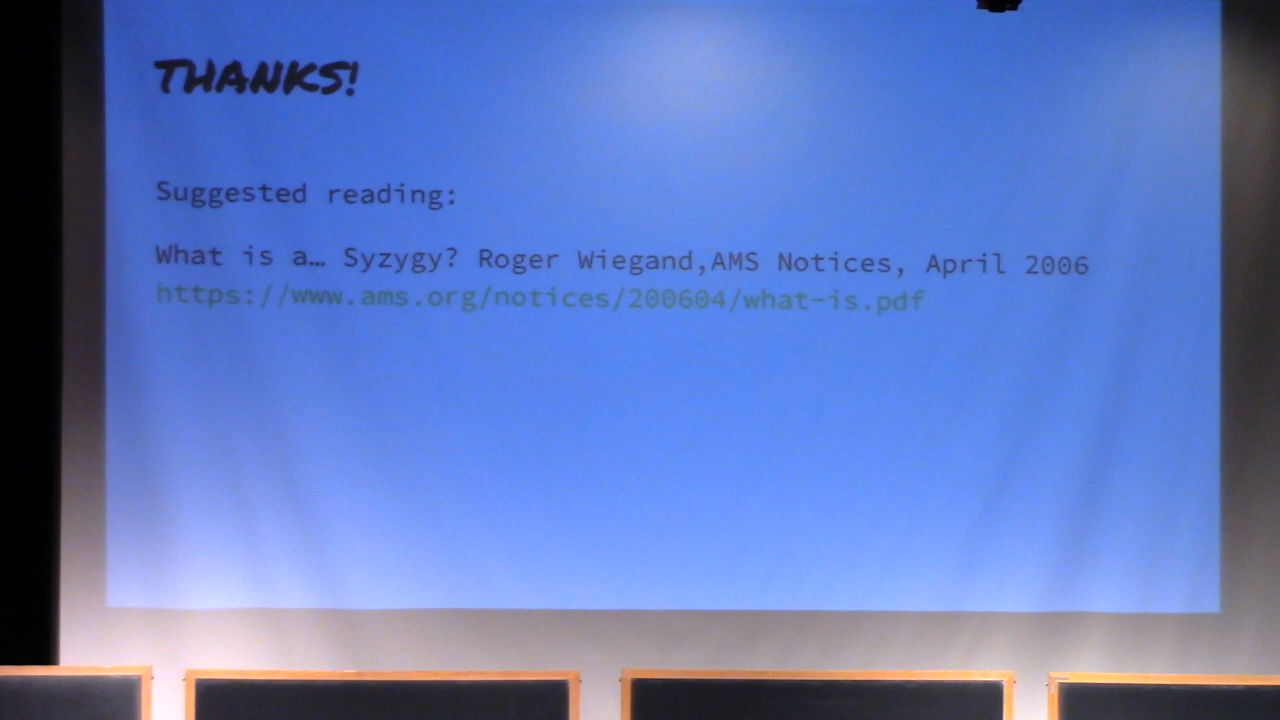 THANKS!
Suggested reading:
What is a… Syzygy? Roger Wiegand,AMS Notices, April 2006
https://www.ams.org/notices/200604/what-is.pdf